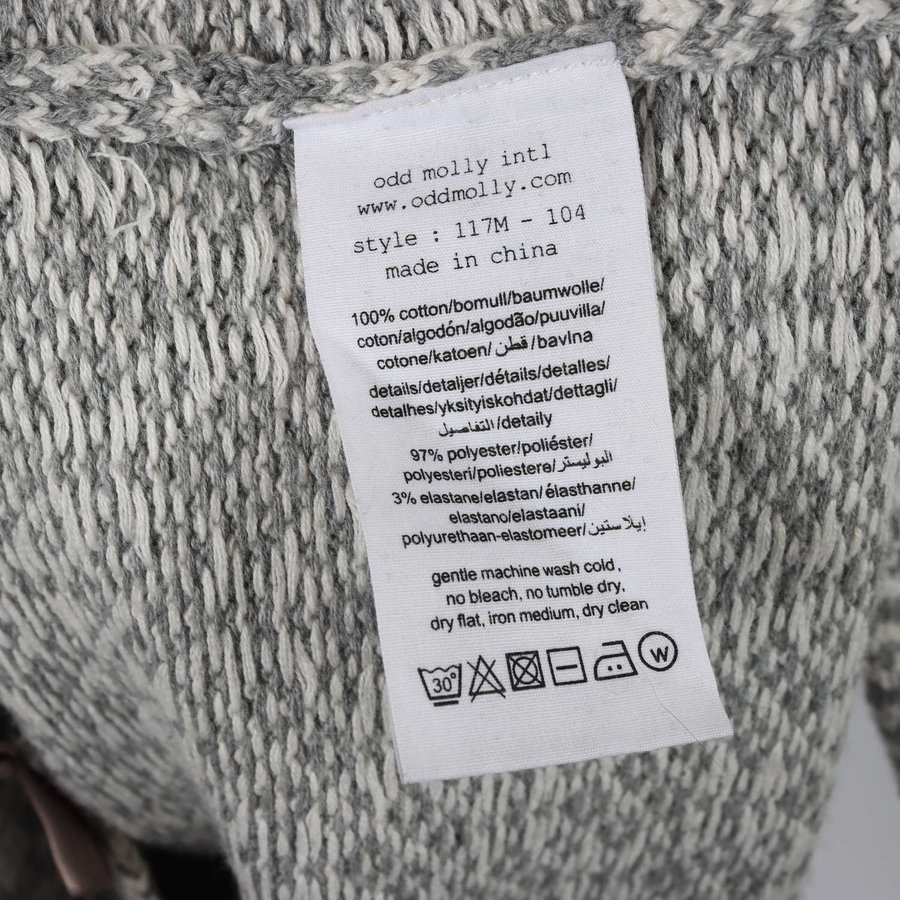 odd molly intl
www.oddmolly.com
style : 117M - 104
made in china
100% cotton/bomull/baumwolle/
coton/algodón/algodão/puuvilla/
cotone/katoen/قطن/bavlna
details/detaljer/détails/detalles/
detalhes/yksityiskohdat/dettagli/
التفاصيل/detaily
97% polyester/poliéster/
polyesteri/poliestere/البوليستر
3% elastane/elastan/élasthanne/
elastano/elastaani/
polyurethaan-elastomeer/إيلاستين
gentle machine wash cold ,
no bleach, no tumble dry,
dry flat, iron medium, dry clean
30° W